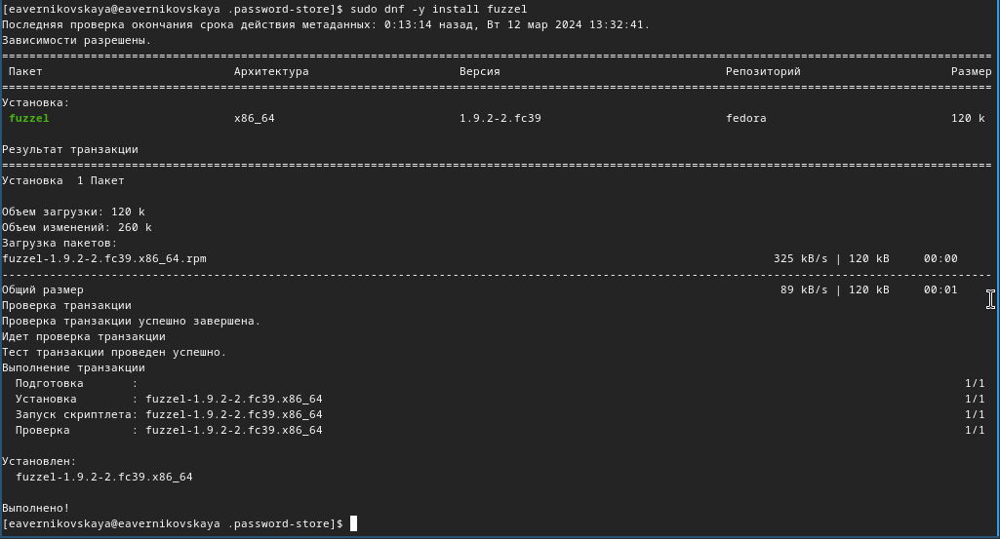 [eavernikovskaya@eavernikovskaya .password-store]$ sudo dnf -y install fuzzel
Последняя проверка окончания срока действия метаданных: 0:13:14 назад, Вт 12 мар 2024 13:32:41.
Зависимости разрешены.
================================================================================
Пакет Архитектура Версия Репозиторий Размер
================================================================================
Установка:
fuzzel x86_64 1.9.2-2.fc39 fedora 120 k

Результат транзакции
================================================================================
Установка  1 Пакет

Объем загрузки: 120 k
Объем изменений: 260 k
Загрузка пакетов:
fuzzel-1.9.2-2.fc39.x86_64.rpm 325 kB/s | 120 kB 00:00
--------------------------------------------------------------------------------
Общий размер 89 kB/s | 120 kB 00:01
Проверка транзакции
Проверка транзакции успешно завершена.
Идет проверка транзакции
Тест транзакции проведен успешно.
Выполнение транзакции
Подготовка : 1/1
Установка : fuzzel-1.9.2-2.fc39.x86_64 1/1
Запуск скриптлета: fuzzel-1.9.2-2.fc39.x86_64 1/1
Проверка : fuzzel-1.9.2-2.fc39.x86_64 1/1

Установлен:
fuzzel-1.9.2-2.fc39.x86_64

Выполнено!
[eavernikovskaya@eavernikovskaya .password-store]$